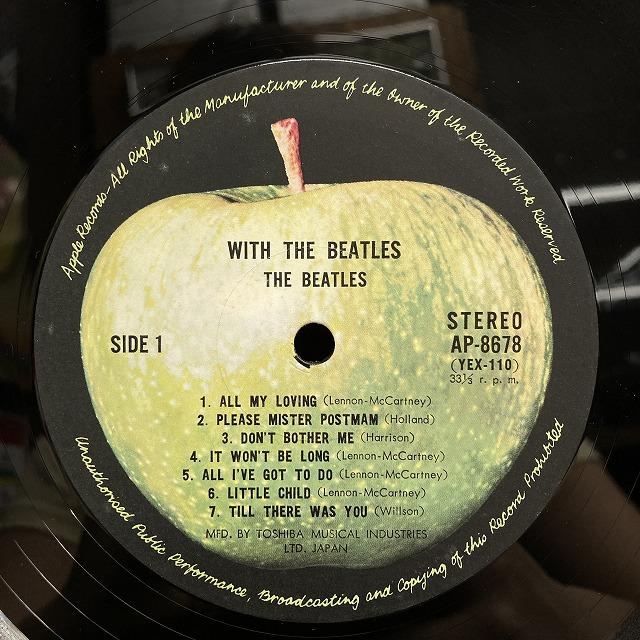 Apple Records-All Rights of the Manufacturer and of the Owner of the Recorded Work Reserved
WITH THE BEATLES
THE BEATLES
SIDE 1
STEREO
AP-8678
(YEX-110)
33⅓ r. p. m.
1. ALL MY LOVING (Lennon-McCartney)
2. PLEASE MISTER POSTMAM (Holland)
3. DON'T BOTHER ME (Harrison)
4. IT WON'T BE LONG (Lennon-McCartney)
5. ALL I'VE GOT TO DO (Lennon-McCartney)
6. LITTLE CHILD (Lennon-McCartney)
7. TILL THERE WAS YOU (Willson)
MFD. BY TOSHIBA MUSICAL INDUSTRIES
LTD. JAPAN
Unauthorised Public Performance, Broadcasting and Copying of this Record Prohibited